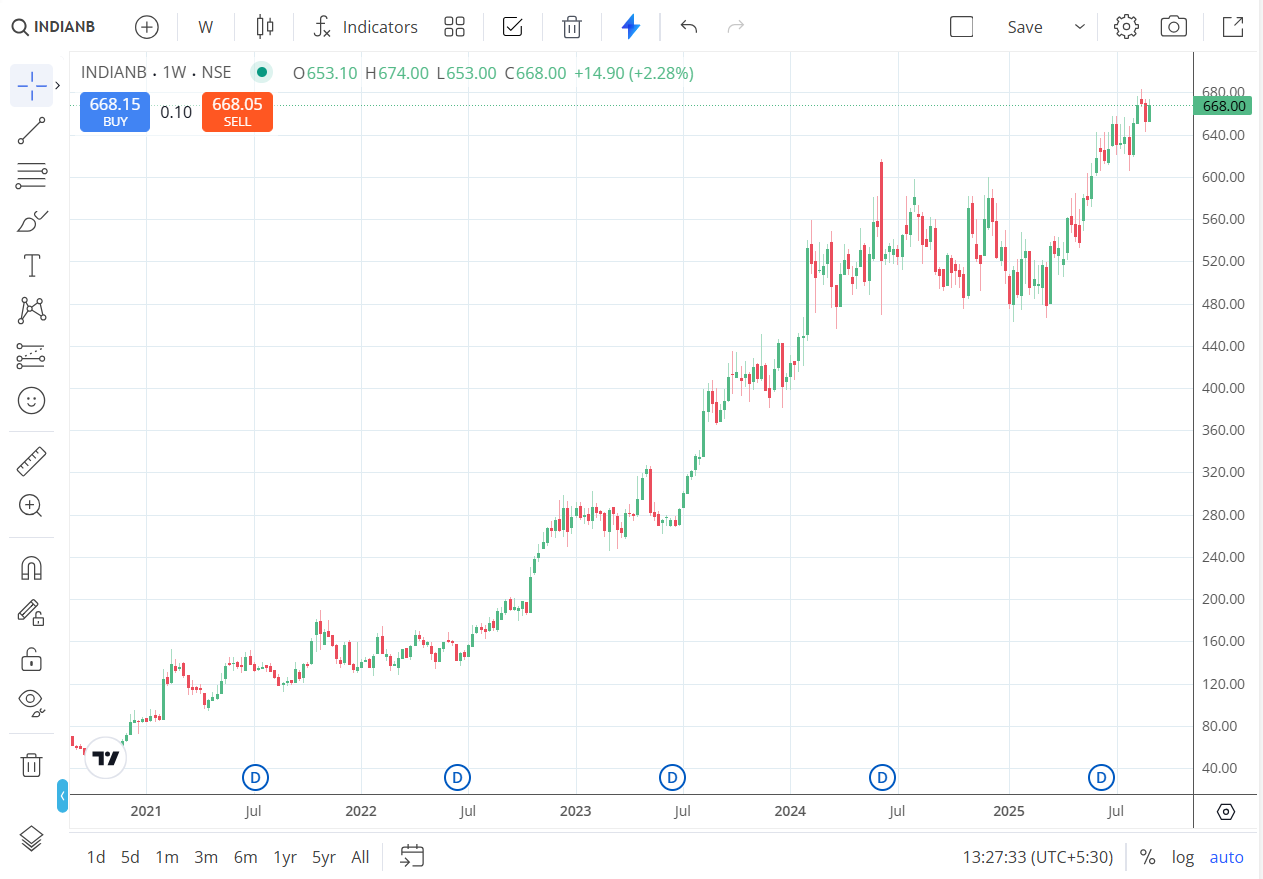 INDIANB
W
Indicators
Save
INDIANB · 1W · NSE
O653.10 H674.00 L653.00 C668.00 +14.90 (+2.28%)
668.15
BUY
0.10
668.05
SELL
680.00
668.00
640.00
600.00
560.00
520.00
480.00
440.00
400.00
360.00
320.00
280.00
240.00
200.00
160.00
120.00
80.00
40.00
D D D D D
2021 Jul 2022 Jul 2023 Jul 2024 Jul 2025 Jul
1d 5d 1m 3m 6m 1yr 5yr All
13:27:33 (UTC+5:30) % log auto